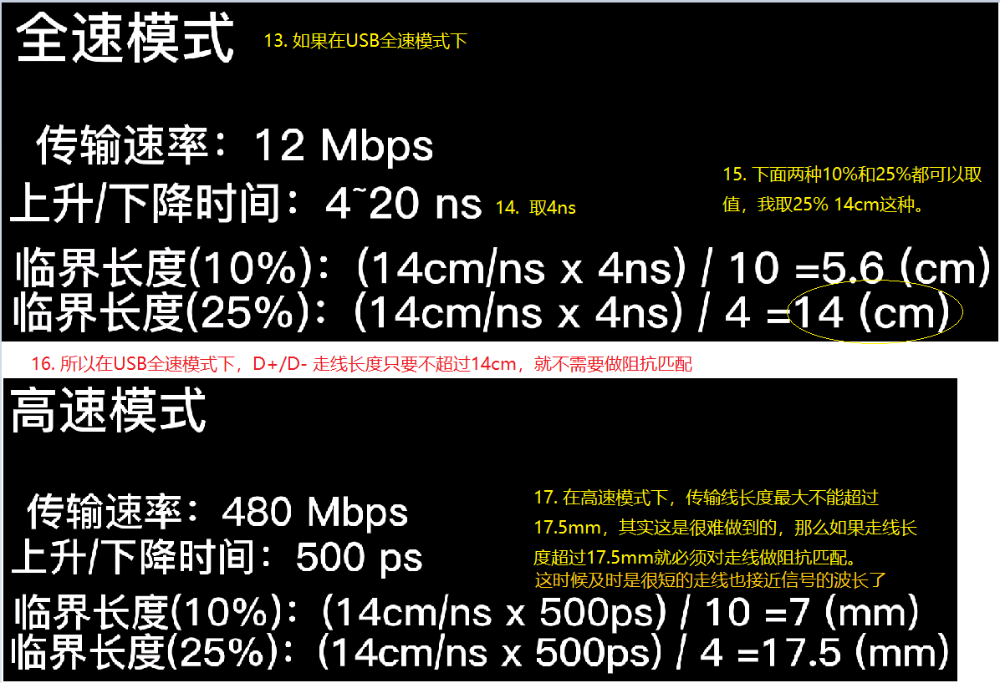 全速模式
13. 如果在USB全速模式下
传输速率：12 Mbps
上升/下降时间：4~20 ns
14. 取4ns
15. 下面两种10%和25%都可以取
值，我取25% 14cm这种。
临界长度(10%)：(14cm/ns x 4ns) / 10 =5.6 (cm)
临界长度(25%)：(14cm/ns x 4ns) / 4 =14 (cm)
16. 所以在USB全速模式下，D+/D- 走线长度只要不超过14cm，就不需要做阻抗匹配
高速模式
传输速率：480 Mbps
上升/下降时间：500 ps
17. 在高速模式下，传输线长度最大不能超过
17.5mm，其实这是很难做到的，那么如果走线长
度超过17.5mm就必须对走线做阻抗匹配。
这时候及时是很短的走线也接近信号的波长了
临界长度(10%)：(14cm/ns x 500ps) / 10 =7 (mm)
临界长度(25%)：(14cm/ns x 500ps) / 4 =17.5 (mm)